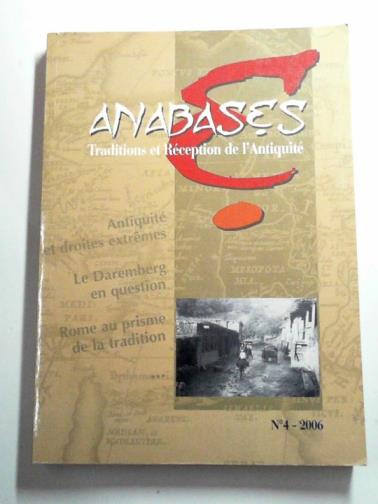 ANABASES
Traditions et Réception de l'Antiquité
Antiquité
et droites extrêmes
Le Daremberg
en question
Rome au prisme
de la tradition
N°4 - 2006